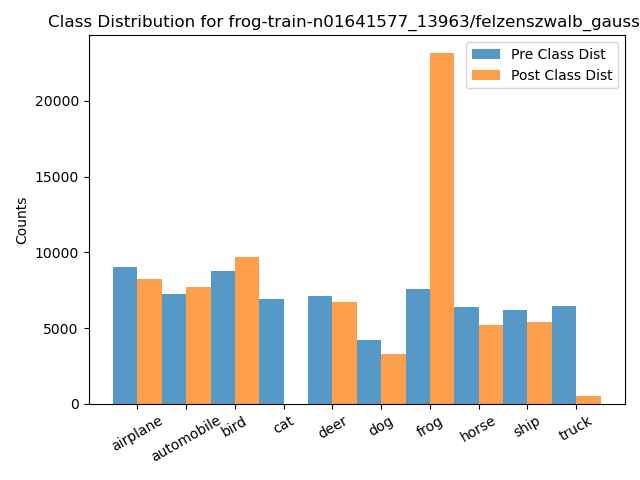 Class Distribution for frog-train-n01641577_13963/felzenszwalb_gauss
Pre Class Dist
Post Class Dist
Counts
20000
15000
10000
5000
0
airplane
automobile
bird
cat
deer
dog
frog
horse
ship
truck